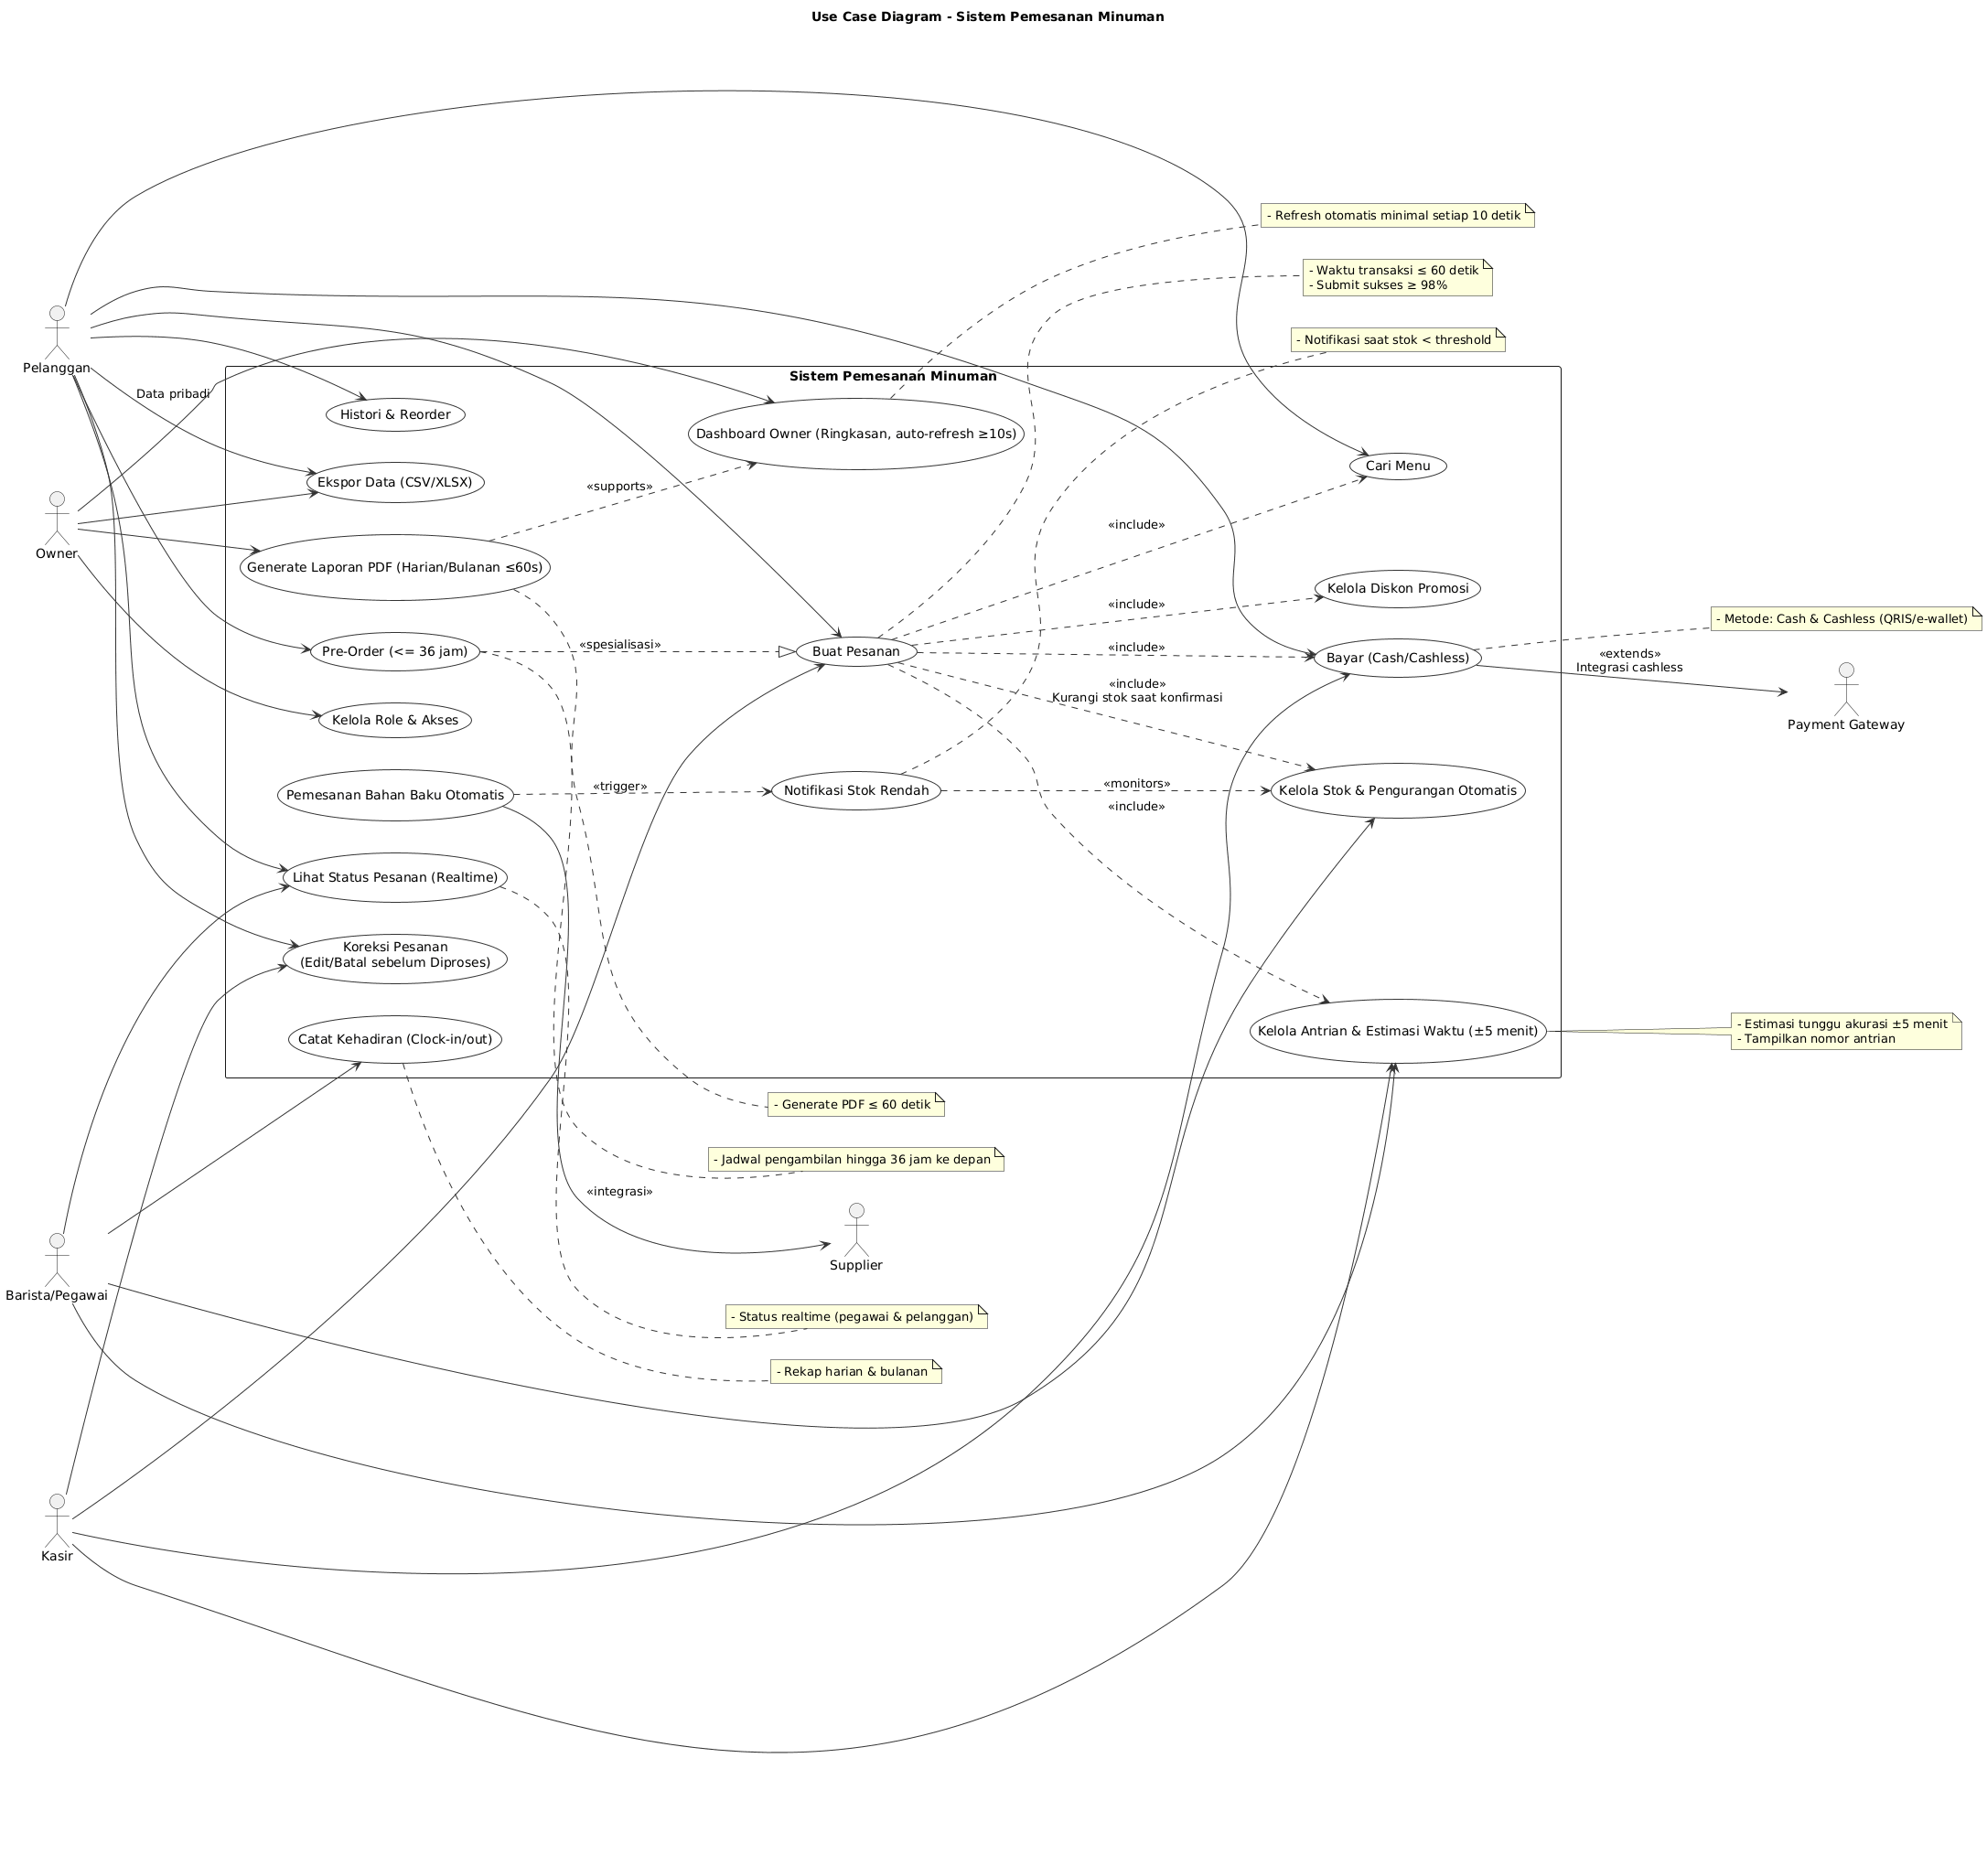 Use Case Diagram - Sistem Pemesanan Minuman
- Refresh otomatis minimal setiap 10 detik
- Waktu transaksi ≤ 60 detik
- Submit sukses ≥ 98%
- Notifikasi saat stok < threshold
Pelanggan
Sistem Pemesanan Minuman
Data pribadi
Histori & Reorder
Dashboard Owner (Ringkasan, auto-refresh ≥10s)
Cari Menu
Ekspor Data (CSV/XLSX)
«supports»
Owner
«include»
Generate Laporan PDF (Harian/Bulanan ≤60s)
Kelola Diskon Promosi
«include»
- Metode: Cash & Cashless (QRIS/e-wallet)
Pre-Order (<= 36 jam)
«spesialisasi»
Buat Pesanan
«include»
Bayar (Cash/Cashless)
«extends»
Integrasi cashless
«include»
Kurangi stok saat konfirmasi
Payment Gateway
Kelola Role & Akses
Pemesanan Bahan Baku Otomatis
«trigger»
Notifikasi Stok Rendah
«monitors»
Kelola Stok & Pengurangan Otomatis
«include»
Lihat Status Pesanan (Realtime)
Koreksi Pesanan
(Edit/Batal sebelum Diproses)
Catat Kehadiran (Clock-in/out)
Kelola Antrian & Estimasi Waktu (±5 menit)
- Estimasi tunggu akurasi ±5 menit
- Tampilkan nomor antrian
- Generate PDF ≤ 60 detik
- Jadwal pengambilan hingga 36 jam ke depan
«integrasi»
Supplier
Barista/Pegawai
- Status realtime (pegawai & pelanggan)
- Rekap harian & bulanan
Kasir